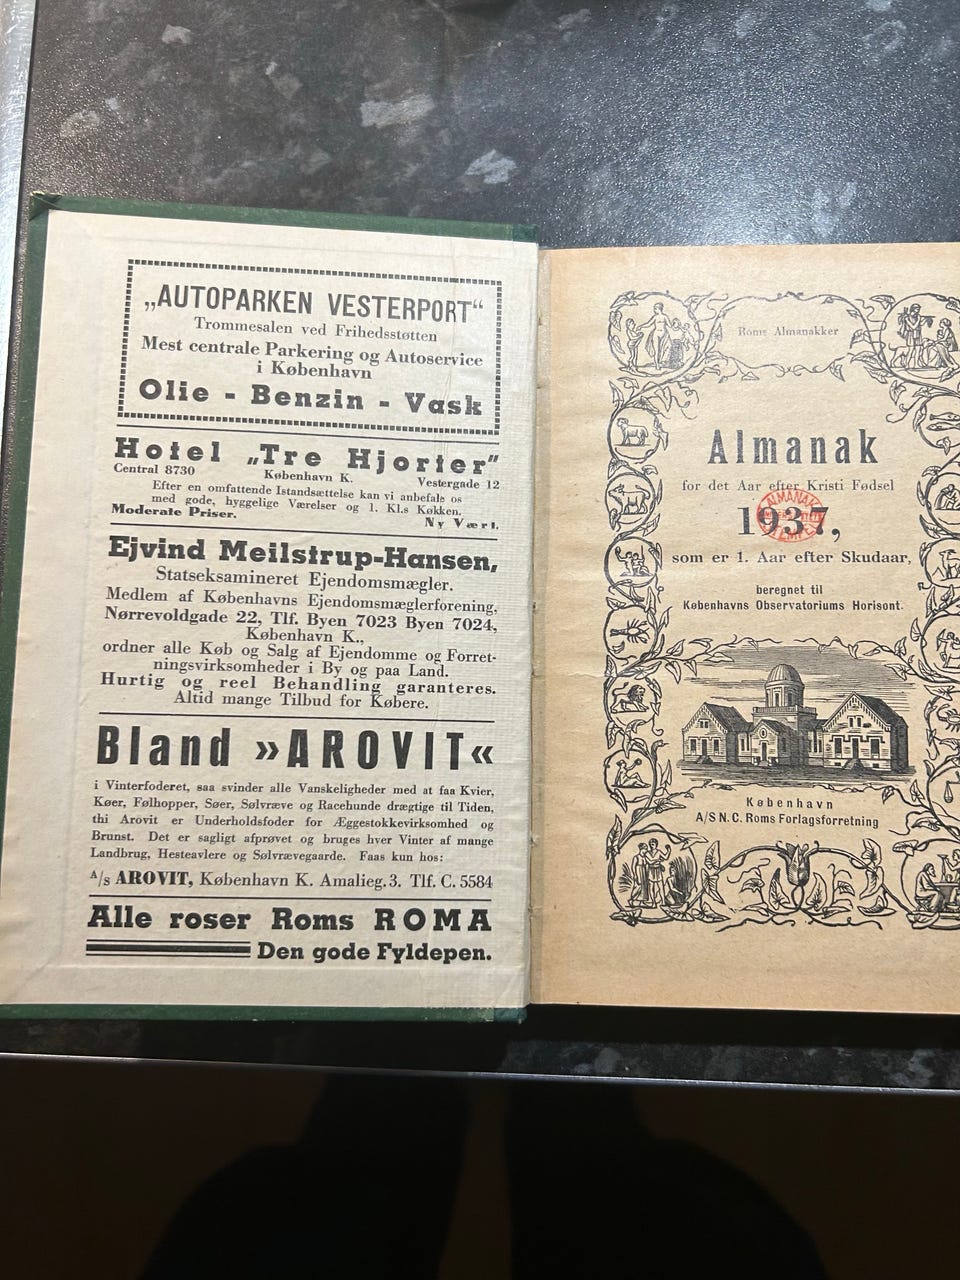 „AUTOPARKEN VESTERPORT“
Trommesalen ved Frihedsstøtten
Mest centrale Parkering og Autoservice
i København
Olie - Benzin - Vask
Hotel „Tre Hjorter”
Central 8730 København K. Vestergade 12
Efter en omfattende Istandsættelse kan vi anbefale os
med gode, hyggelige Værelser og 1. Kl.s Køkken.
Moderate Priser. Ny Vært.
Ejvind Meilstrup-Hansen,
Statseksamineret Ejendomsmægler.
Medlem af Københavns Ejendomsmæglerforening,
Nørrevoldgade 22, Tlf. Byen 7023 Byen 7024,
København K.,
ordner alle Køb og Salg af Ejendomme og Forret-
ningsvirksomheder i By og paa Land.
Hurtig og reel Behandling garanteres.
Altid mange Tilbud for Købere.
Bland »AROVIT«
i Vinterfoderet, saa svinder alle Vanskeligheder med at faa Kvier,
Køer, Følhopper, Søer, Sølvræve og Racehunde drægtige til Tiden,
thi Arovit er Underholdsfoder for Æggestokkevirksomhed og
Brunst. Det er sagligt afprøvet og bruges hver Vinter af mange
Landbrug, Hesteavlere og Sølvrævegaarde. Faas kun hos:
A/s AROVIT, København K. Amalieg. 3. Tlf. C. 5584
Alle roser Roms ROMA
Den gode Fyldepen.
Roms Almanakker
Almanak
for det Aar efter Kristi Fødsel
1937,
ALMANAK
STEMPEL
som er 1. Aar efter Skudaar,
beregnet til
Københavns Observatoriums Horisont.
København
A/S N. C. Roms Forlagsforretning